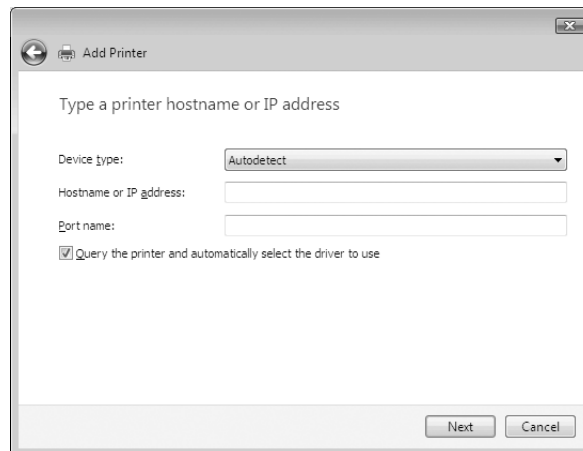 Add Printer
Type a printer hostname or IP address
Device type: Autodetect
Hostname or IP address:
Port name:
Query the printer and automatically select the driver to use
Next Cancel